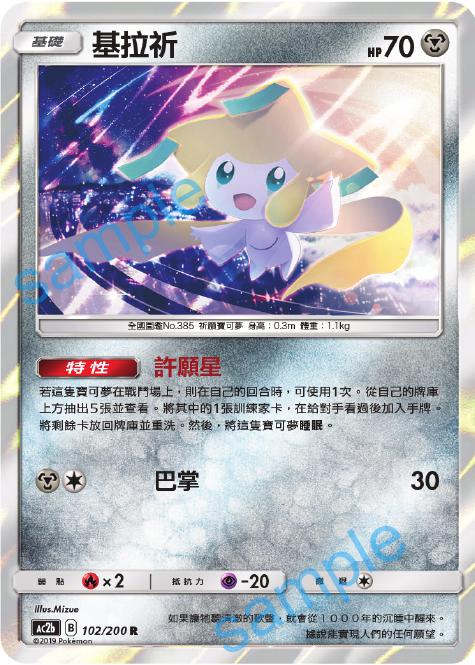 基礎 基拉祈 HP70
全國圖鑑No.385 祈願寶可夢 身高：0.3m 體重：1.1kg
特性 許願星
若這隻寶可夢在戰鬥場上，則在自己的回合時，可使用1次。從自己的牌庫
上方抽出5張並查看。將其中的1張訓練家卡，在給對手看過後加入手牌。
將剩餘卡放回牌庫並重洗。然後，將這隻寶可夢睡眠。
巴掌 30
弱點 ×2 抵抗力 -20
illus.Mizue
AC2b B 102/200 R
©2019 Pokémon
如果讓牠聽清澈的歌聲，就會從1000年的沉睡中醒來。
據說能實現人們的任何願望。
sample
sample